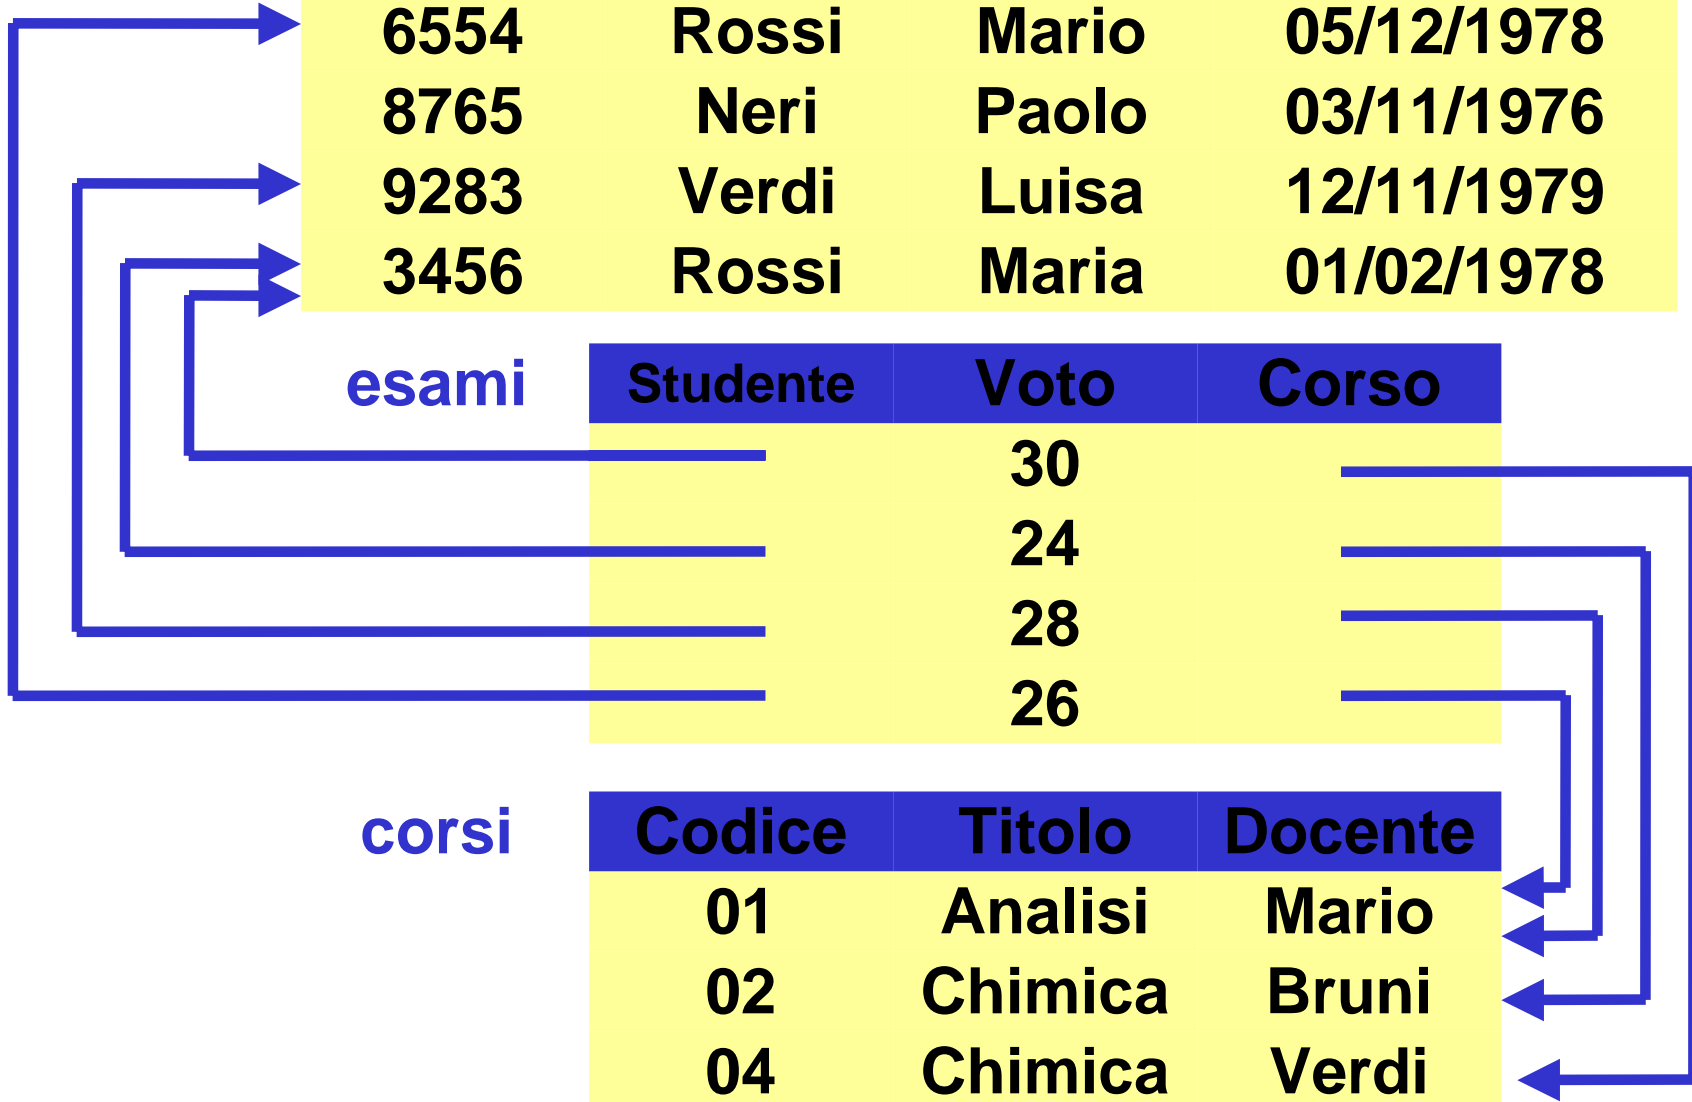 6554 Rossi Mario 05/12/1978
8765 Neri Paolo 03/11/1976
9283 Verdi Luisa 12/11/1979
3456 Rossi Maria 01/02/1978
esami Studente Voto Corso
30
24
28
26
corsi Codice Titolo Docente
01 Analisi Mario
02 Chimica Bruni
04 Chimica Verdi